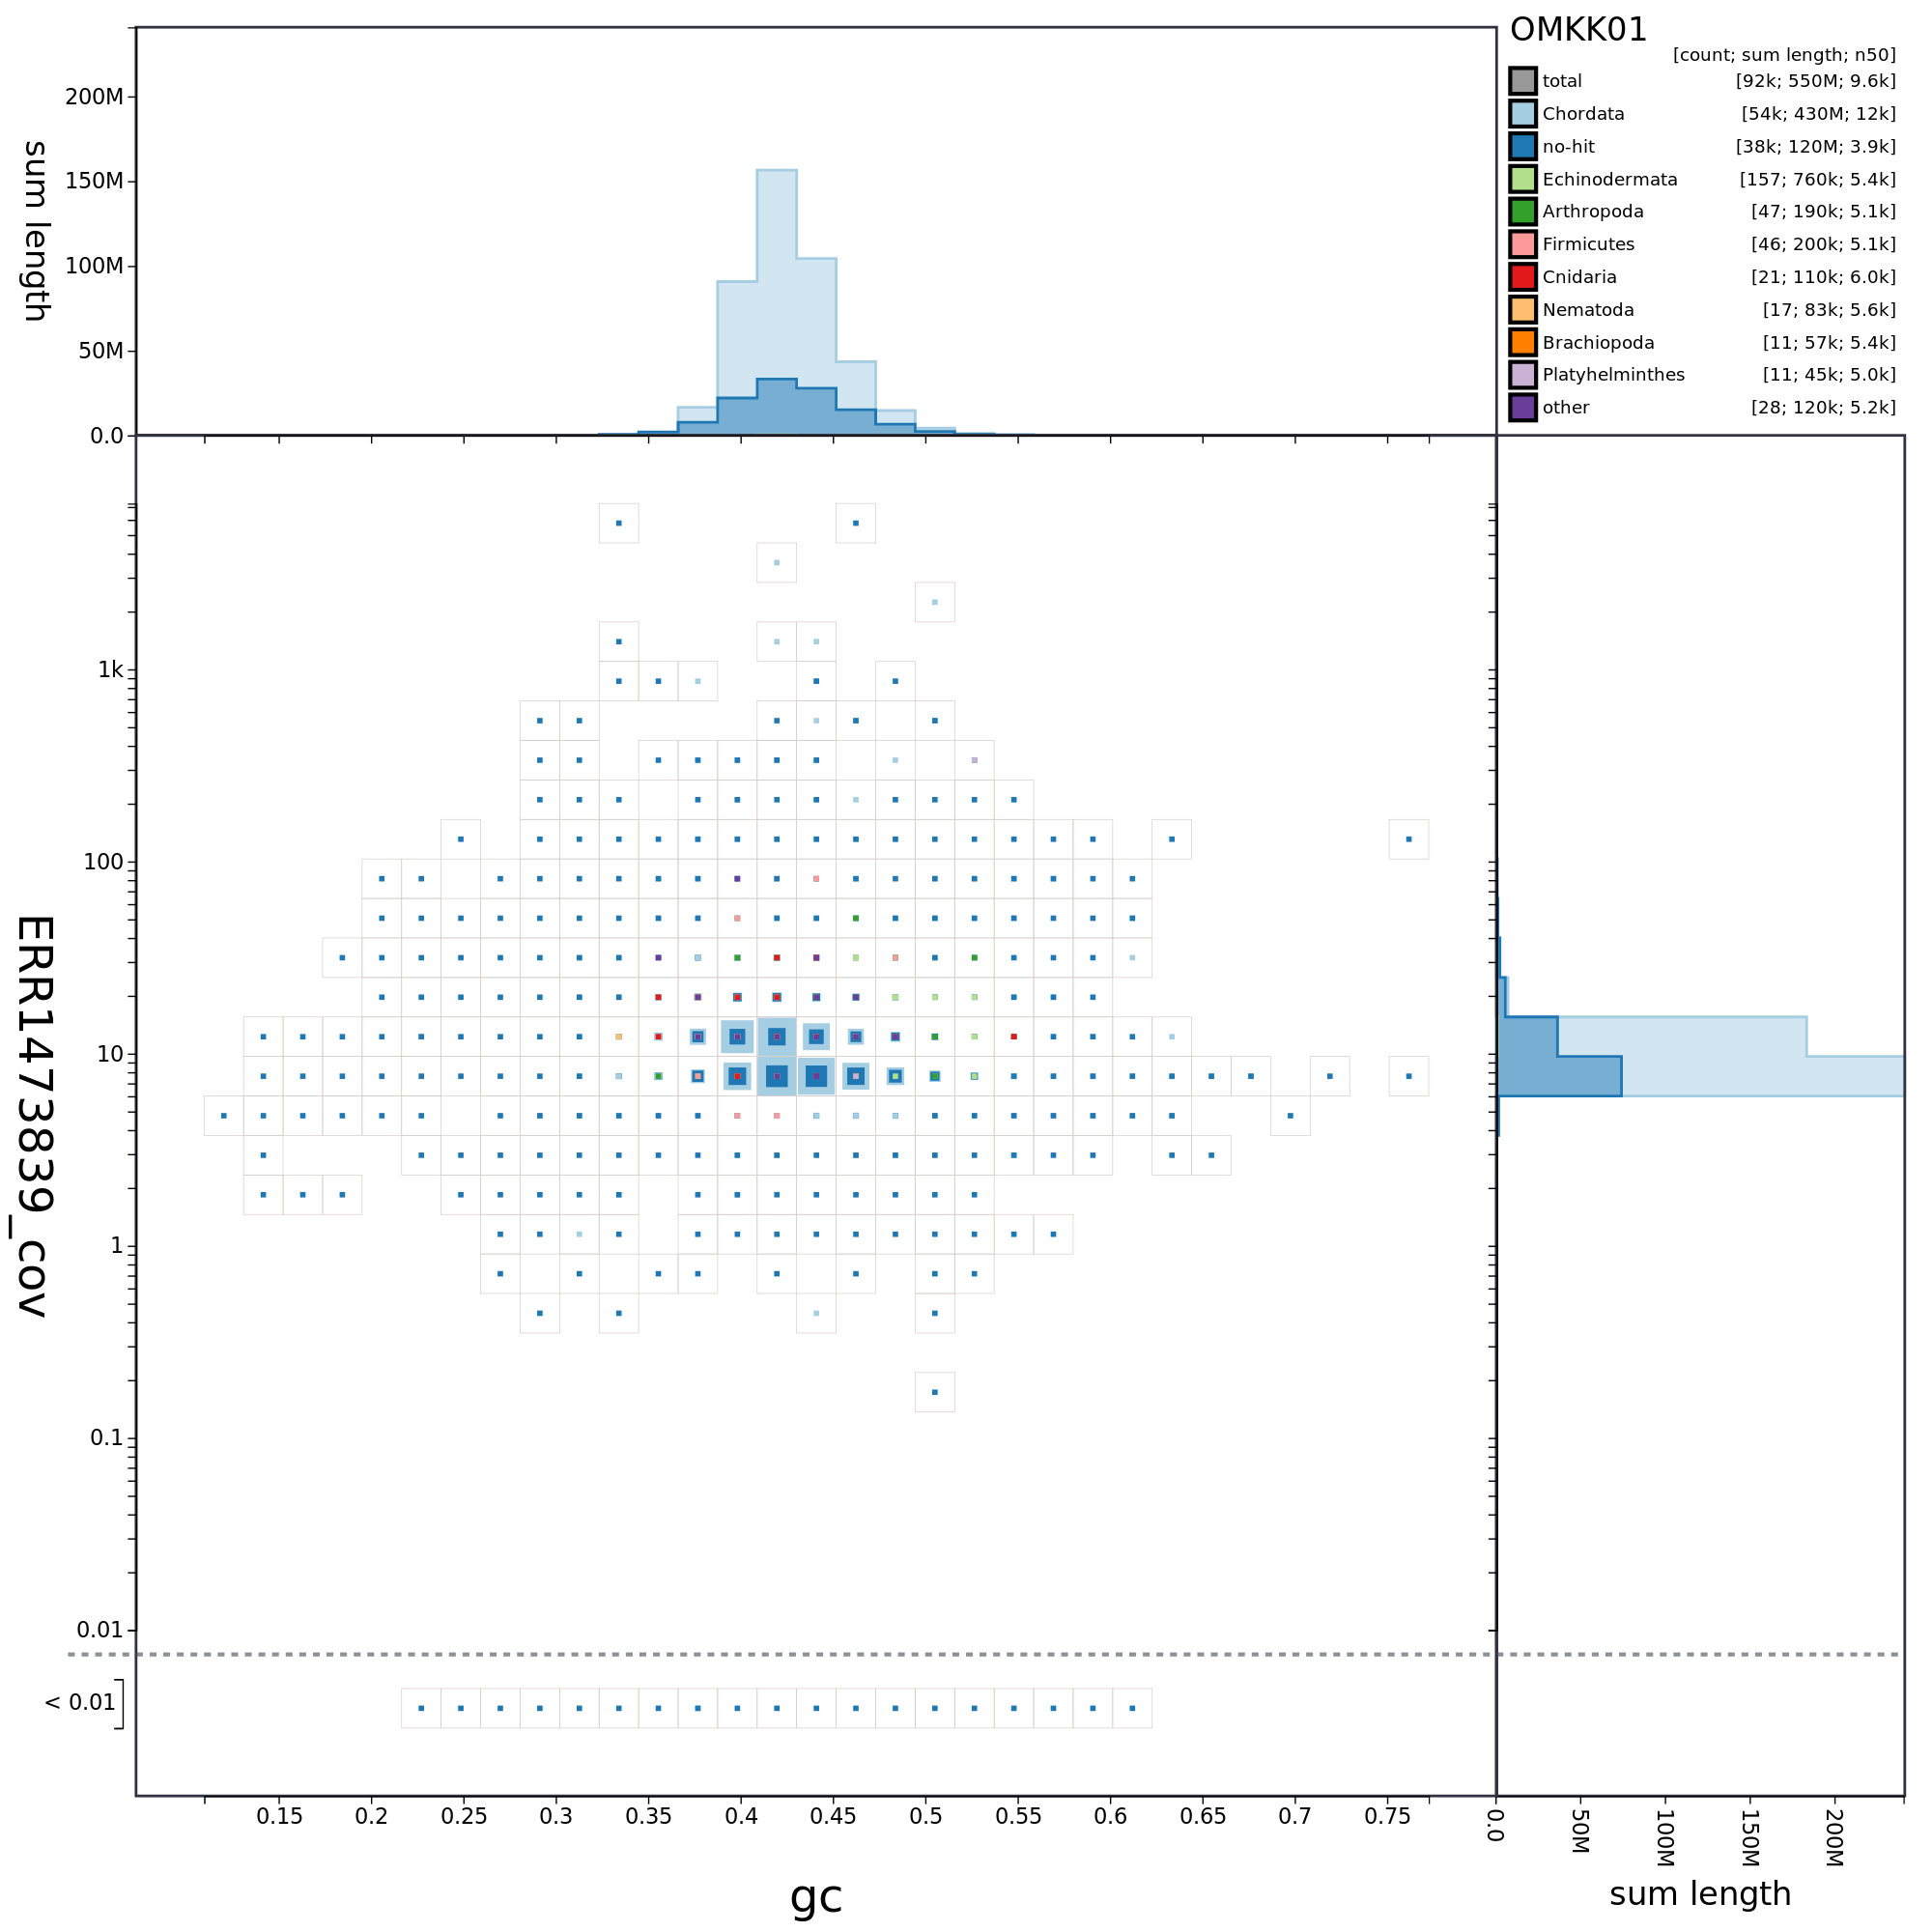 OMKK01
[count; sum length; n50]
total [92k; 550M; 9.6k]
Chordata [54k; 430M; 12k]
no-hit [38k; 120M; 3.9k]
Echinodermata [157; 760k; 5.4k]
Arthropoda [47; 190k; 5.1k]
Firmicutes [46; 200k; 5.1k]
Cnidaria [21; 110k; 6.0k]
Nematoda [17; 83k; 5.6k]
Brachiopoda [11; 57k; 5.4k]
Platyhelminthes [11; 45k; 5.0k]
other [28; 120k; 5.2k]
sum length
200M
150M
100M
50M
0.0
ERR1473839_cov
1k
100
10
1
0.1
0.01
< 0.01
0.15 0.2 0.25 0.3 0.35 0.4 0.45 0.5 0.55 0.6 0.65 0.7 0.75
gc
0.0 50M 100M 150M 200M
sum length